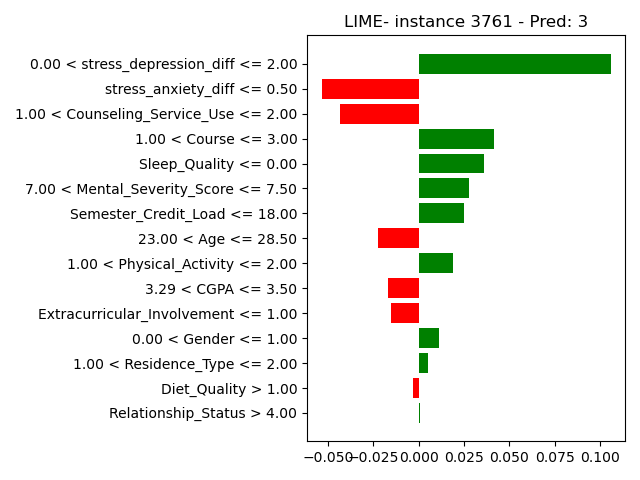 LIME- instance 3761 - Pred: 3
0.00 < stress_depression_diff <= 2.00
stress_anxiety_diff <= 0.50
1.00 < Counseling_Service_Use <= 2.00
1.00 < Course <= 3.00
Sleep_Quality <= 0.00
7.00 < Mental_Severity_Score <= 7.50
Semester_Credit_Load <= 18.00
23.00 < Age <= 28.50
1.00 < Physical_Activity <= 2.00
3.29 < CGPA <= 3.50
Extracurricular_Involvement <= 1.00
0.00 < Gender <= 1.00
1.00 < Residence_Type <= 2.00
Diet_Quality > 1.00
Relationship_Status > 4.00
−0.050 −0.025 0.000 0.025 0.050 0.075 0.100